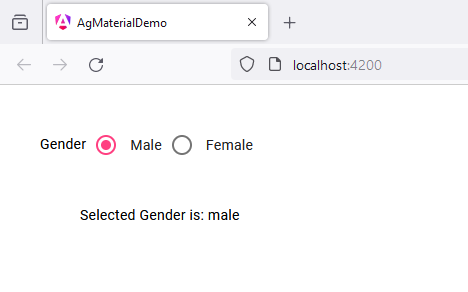 AgMaterialDemo
localhost:4200
Gender Male Female
Selected Gender is: male